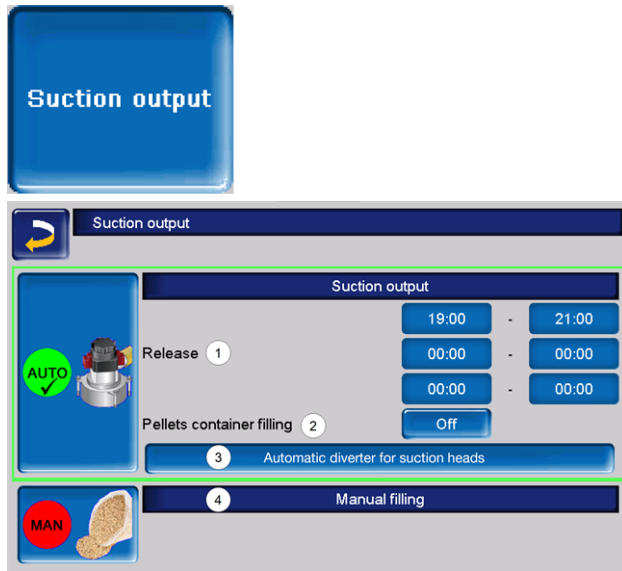 Suction output
Suction output
Suction output
19:00 - 21:00
Release 1 00:00 - 00:00
AUTO
00:00 - 00:00
Pellets container filling 2 Off
3 Automatic diverter for suction heads
4 Manual filling
MAN